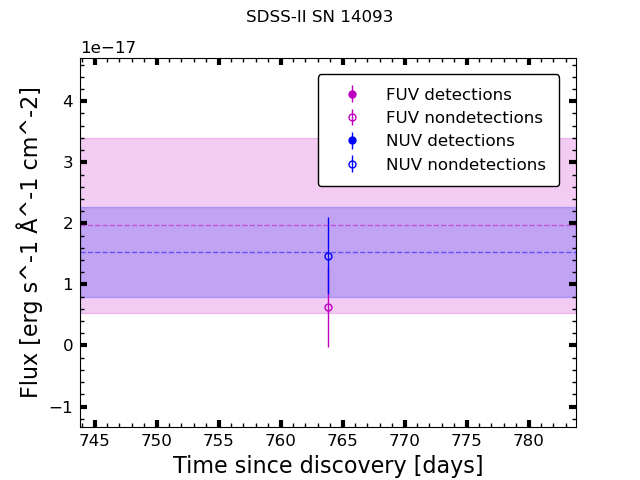 SDSS-II SN 14093
1e−17
FUV detections
FUV nondetections
NUV detections
NUV nondetections
Flux [erg s^-1 Å^-1 cm^-2]
4
3
2
1
0
−1
745 750 755 760 765 770 775 780
Time since discovery [days]